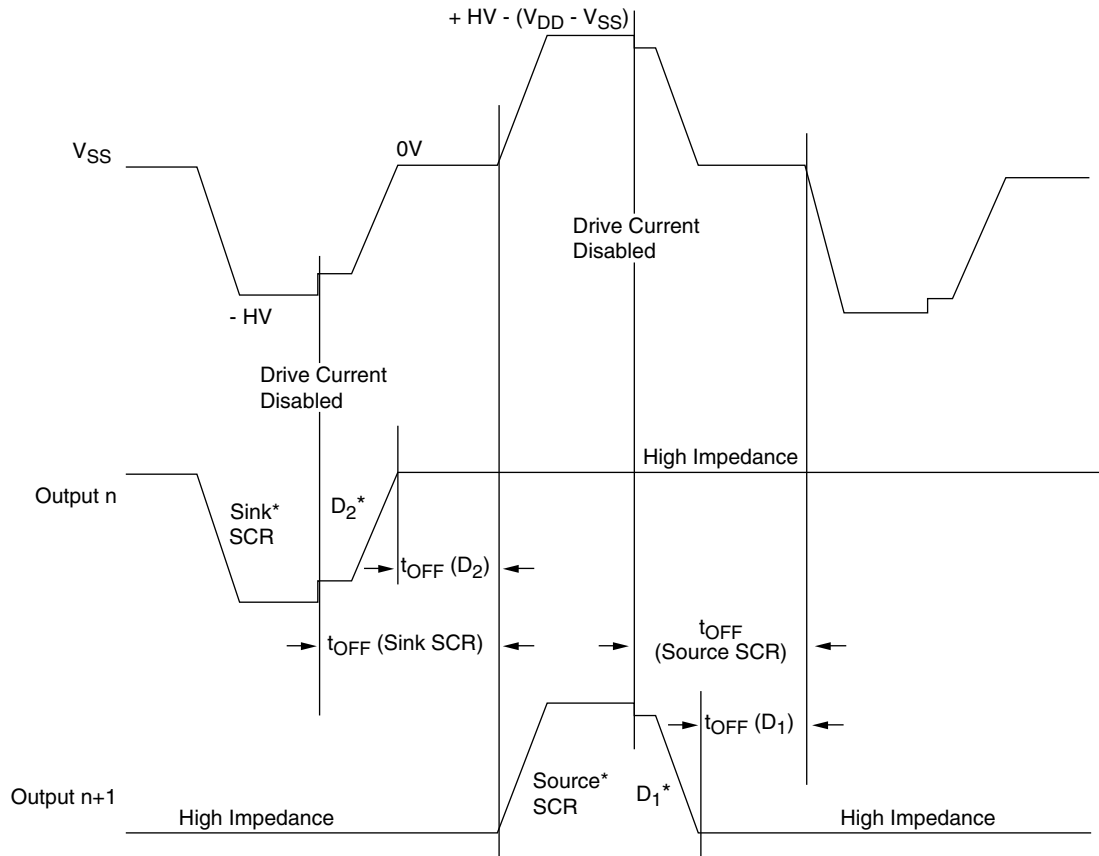 + HV - (VDD - VSS)
VSS
0V
Drive Current
Disabled
- HV
Drive Current
Disabled
High Impedance
Output n
Sink*
SCR
D2*
tOFF (D2)
tOFF (Sink SCR)
tOFF
(Source SCR)
tOFF (D1)
Output n+1
Source*
SCR
D1*
High Impedance
High Impedance